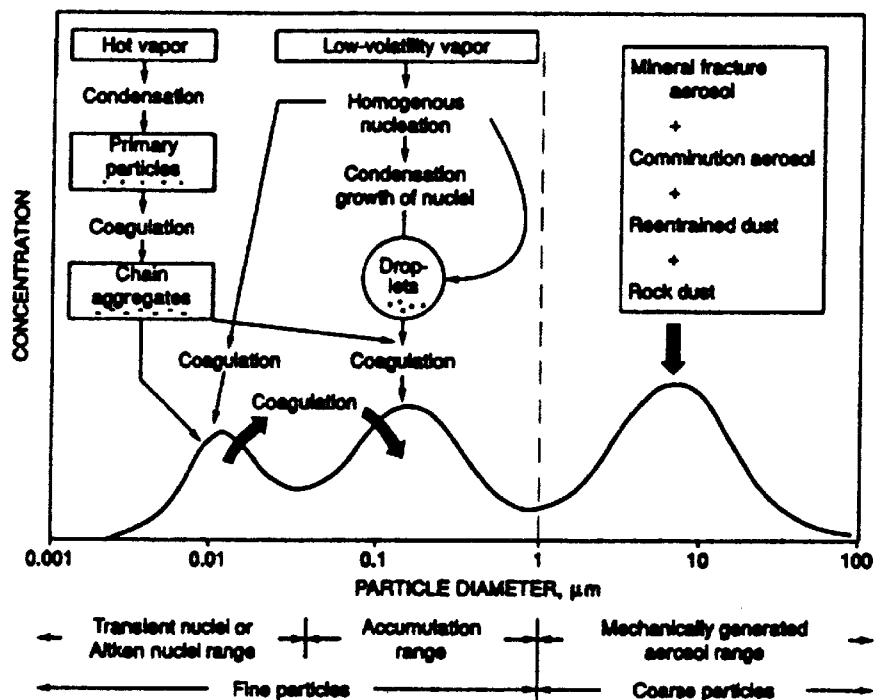 Hot vapor
Condensation
Primary
particles
Coagulation
Chain
aggregates
Low-volatility vapor
Homogenous
nucleation
Condensation
growth of nuclei
Drop-
lets
Coagulation
Coagulation
Coagulation
Mineral fracture
aerosol
+
Comminution aerosol
+
Reentrained dust
+
Rock dust
CONCENTRATION
0.001
0.01
0.1
1
10
100
PARTICLE DIAMETER, μm
Transient nuclei or
Aitken nuclei range
Accumulation
range
Mechanically generated
aerosol range
Fine particles
Coarse particles